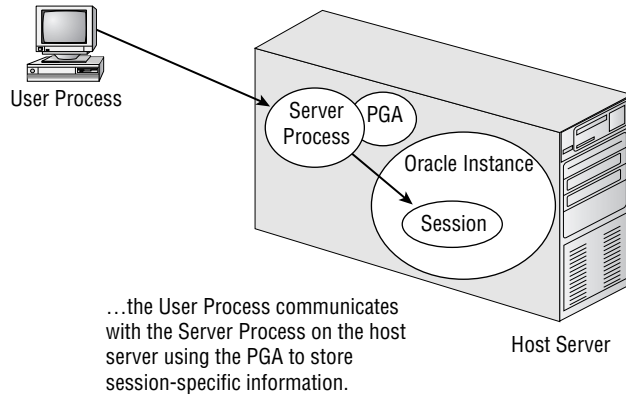 User Process
Server
Process
PGA
Oracle Instance
Session
…the User Process communicates
with the Server Process on the host
server using the PGA to store
session-specific information.
Host Server